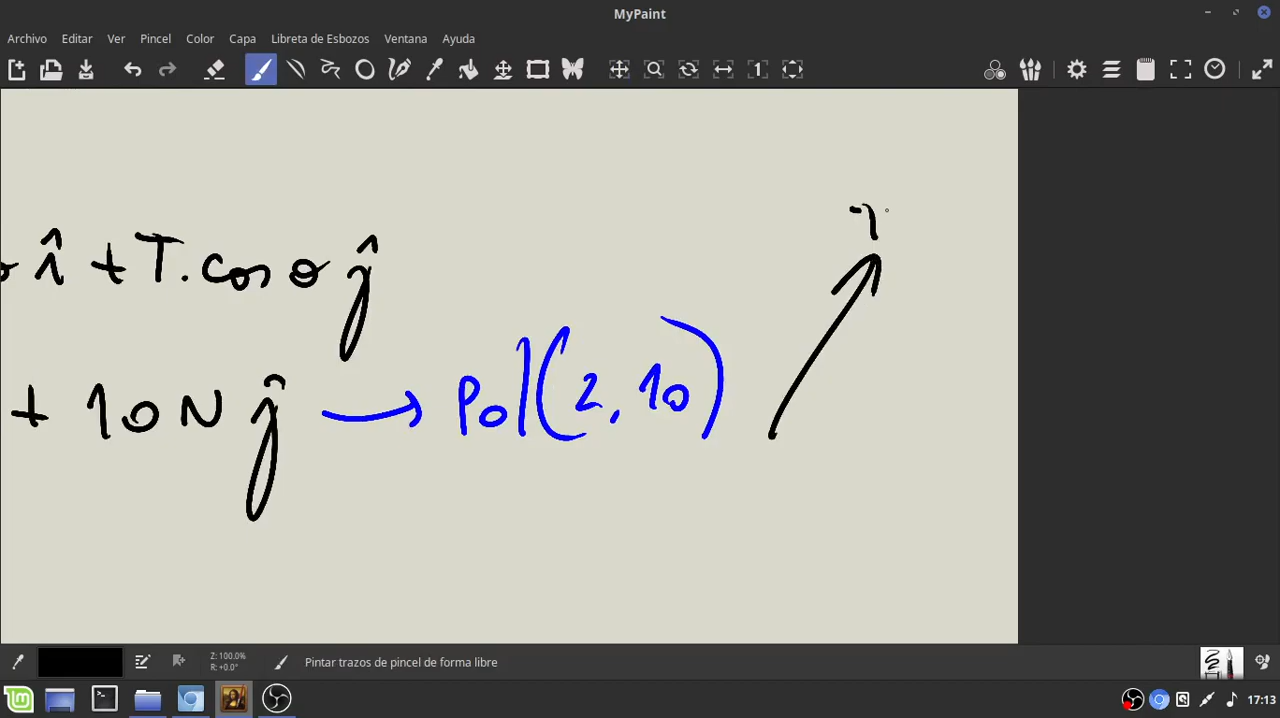 MyPaint
Archivo Editar Ver Pincel Color Capa Libreta de Esbozos Ventana Ayuda
î + T. cos θ ĵ
+ 10 N ĵ → Pol(2, 10)
Z: 100.0%
R: +0.0°
Pintar trazos de pincel de forma libre
17:13